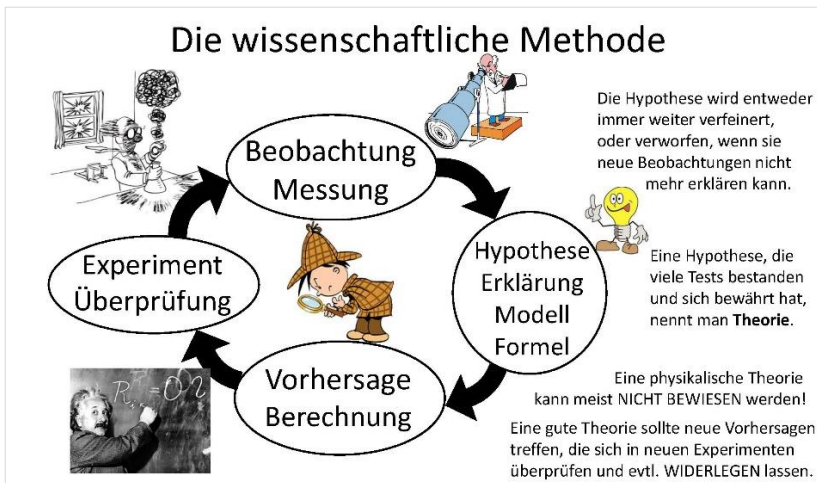 Die wissenschaftliche Methode
Beobachtung
Messung
Hypothese
Erklärung
Modell
Formel
Vorhersage
Berechnung
Experiment
Überprüfung
Die Hypothese wird entweder
immer weiter verfeinert,
oder verworfen, wenn sie
neue Beobachtungen nicht
mehr erklären kann.
Eine Hypothese, die
viele Tests bestanden
und sich bewährt hat,
nennt man Theorie.
Eine physikalische Theorie
kann meist NICHT BEWIESEN werden!
Eine gute Theorie sollte neue Vorhersagen
treffen, die sich in neuen Experimenten
überprüfen und evtl. WIDERLEGEN lassen.